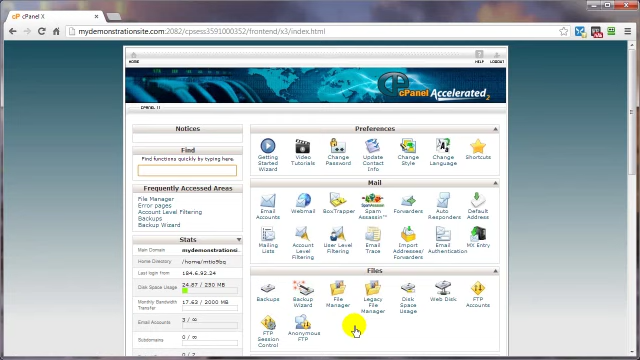 cPanel X
mydemonstrationsite.com:2082/cpsess3591000352/frontend/x3/index.html
HOME
HELP
LOGOUT
cPanel Accelerated 2
CPANEL 11
Notices
Find
Find functions quickly by typing here.
Frequently Accessed Areas
File Manager
Error pages
Account Level Filtering
Backups
Backup Wizard
Stats
Main Domain
mydemonstrationsite
Home Directory
Last login from
184.6.92.24
Disk Space Usage
24.87 / 230 MB
Monthly Bandwidth Transfer
17.63 / 2000 MB
Email Accounts
3 / ∞
Subdomains
0 / ∞
Preferences
Getting Started Wizard
Video Tutorials
Change Password
Update Contact Info
Change Style
Change Language
Shortcuts
Mail
Email Accounts
Webmail
BoxTrapper
Spam Assassin™
Forwarders
Auto Responders
Default Address
Mailing Lists
Account Level Filtering
User Level Filtering
Email Trace
Import Addresses/ Forwarders
Email Authentication
MX Entry
Files
Backups
Backup Wizard
File Manager
Legacy File Manager
Disk Space Usage
Web Disk
FTP Accounts
FTP Session Control
Anonymous FTP